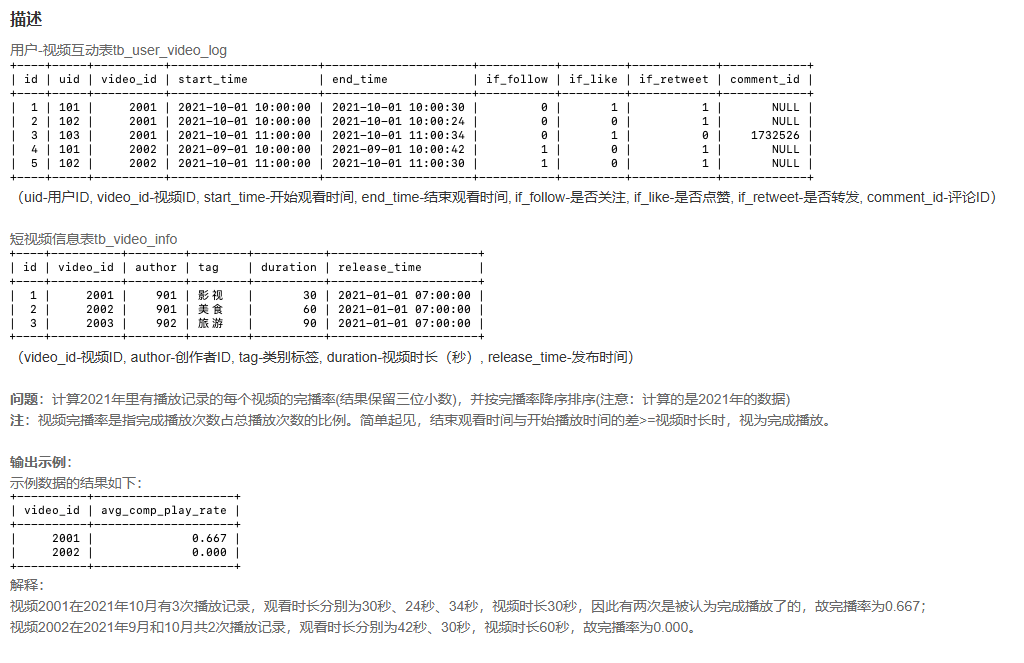 描述
用户-视频互动表tb_user_video_log
| id | uid | video_id | start_time | end_time | if_follow | if_like | if_retweet | comment_id |
| 1 | 101 | 2001 | 2021-10-01 10:00:00 | 2021-10-01 10:00:30 | 0 | 1 | 1 | NULL |
| 2 | 102 | 2001 | 2021-10-01 10:00:00 | 2021-10-01 10:00:24 | 0 | 0 | 1 | NULL |
| 3 | 103 | 2001 | 2021-10-01 11:00:00 | 2021-10-01 11:00:34 | 0 | 1 | 0 | 1732526 |
| 4 | 101 | 2002 | 2021-09-01 10:00:00 | 2021-09-01 10:00:42 | 1 | 0 | 1 | NULL |
| 5 | 102 | 2002 | 2021-10-01 11:00:00 | 2021-10-01 11:00:30 | 1 | 0 | 1 | NULL |
（uid-用户ID, video_id-视频ID, start_time-开始观看时间, end_time-结束观看时间, if_follow-是否关注, if_like-是否点赞, if_retweet-是否转发, comment_id-评论ID）
短视频信息表tb_video_info
| id | video_id | author | tag | duration | release_time |
| 1 | 2001 | 901 | 影视 | 30 | 2021-01-01 07:00:00 |
| 2 | 2002 | 901 | 美食 | 60 | 2021-01-01 07:00:00 |
| 3 | 2003 | 902 | 旅游 | 90 | 2021-01-01 07:00:00 |
（video_id-视频ID, author-创作者ID, tag-类别标签, duration-视频时长（秒）, release_time-发布时间）
问题：计算2021年里有播放记录的每个视频的完播率(结果保留三位小数)，并按完播率降序排序(注意：计算的是2021年的数据)
注：视频完播率是指完成播放次数占总播放次数的比例。简单起见，结束观看时间与开始播放时间的差>=视频时长时，视为完成播放。
输出示例：
示例数据的结果如下：
| video_id | avg_comp_play_rate |
| 2001 | 0.667 |
| 2002 | 0.000 |
解释：
视频2001在2021年10月有3次播放记录，观看时长分别为30秒、24秒、34秒，视频时长30秒，因此有两次是被认为完成播放了的，故完播率为0.667；
视频2002在2021年9月和10月共2次播放记录，观看时长分别为42秒、30秒，视频时长60秒，故完播率为0.000。